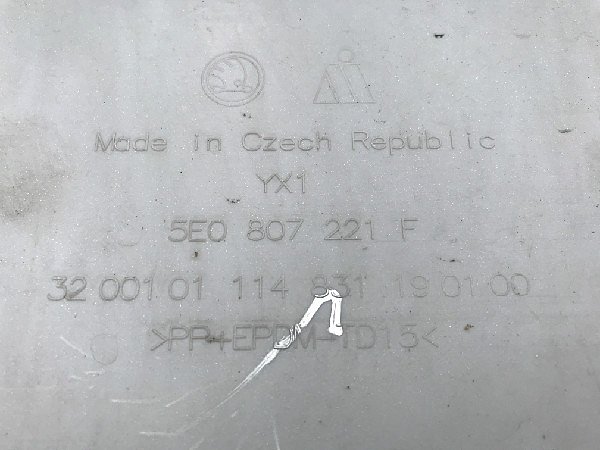 Made in Czech Republic
YX1
5E0 807 221 F
32 001 01 114 831 19 01 00
>PP+EPDM-TD15<